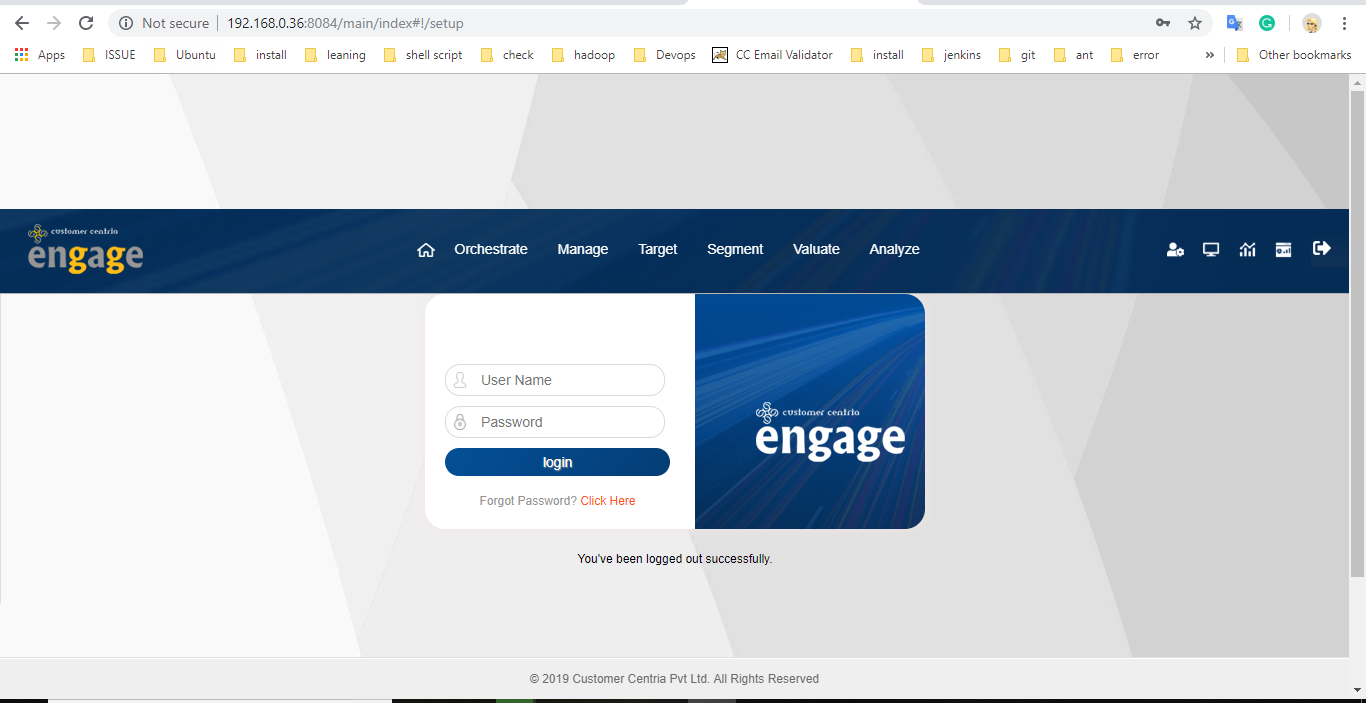 Not secure 192.168.0.36:8084/main/index#!/setup
Apps ISSUE Ubuntu install leaning shell script check hadoop Devops CC Email Validator install jenkins git ant error » Other bookmarks
customer centria
engage
Orchestrate Manage Target Segment Valuate Analyze
User Name
Password
login
Forgot Password? Click Here
customer centria
engage
You've been logged out successfully.
© 2019 Customer Centria Pvt Ltd. All Rights Reserved